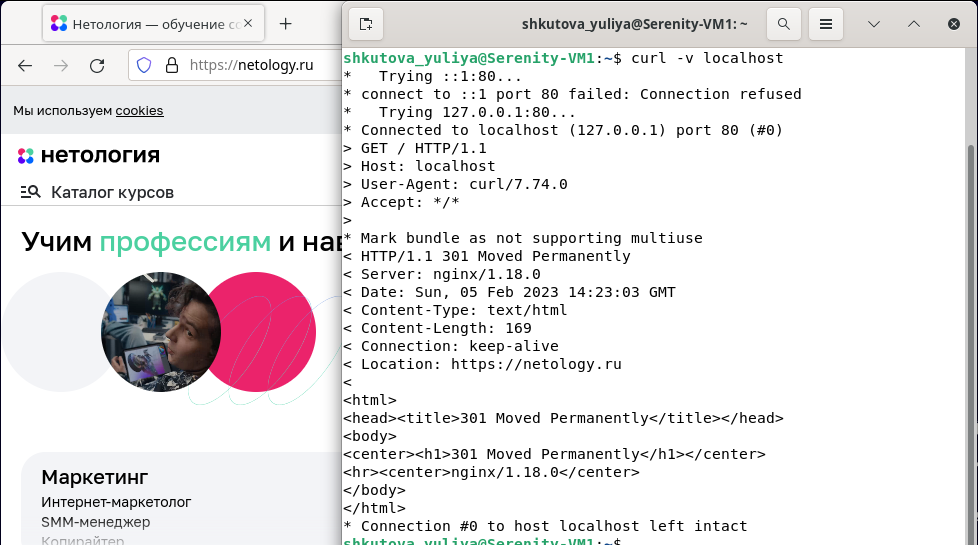 Нетология — обучение со
https://netology.ru
Мы используем cookies
нетология
Каталог курсов
Учим профессиям и нав
Маркетинг
Интернет-маркетолог
SMM-менеджер
Копирайтер
shkutova_yuliya@Serenity-VM1: ~
shkutova_yuliya@Serenity-VM1:~$ curl -v localhost
*   Trying ::1:80...
* connect to ::1 port 80 failed: Connection refused
*   Trying 127.0.0.1:80...
* Connected to localhost (127.0.0.1) port 80 (#0)
> GET / HTTP/1.1
> Host: localhost
> User-Agent: curl/7.74.0
> Accept: */*
>
* Mark bundle as not supporting multiuse
< HTTP/1.1 301 Moved Permanently
< Server: nginx/1.18.0
< Date: Sun, 05 Feb 2023 14:23:03 GMT
< Content-Type: text/html
< Content-Length: 169
< Connection: keep-alive
< Location: https://netology.ru
<
<html>
<head><title>301 Moved Permanently</title></head>
<body>
<center><h1>301 Moved Permanently</h1></center>
<hr><center>nginx/1.18.0</center>
</body>
</html>
* Connection #0 to host localhost left intact
shkutova_yuliya@Serenity-VM1:~$